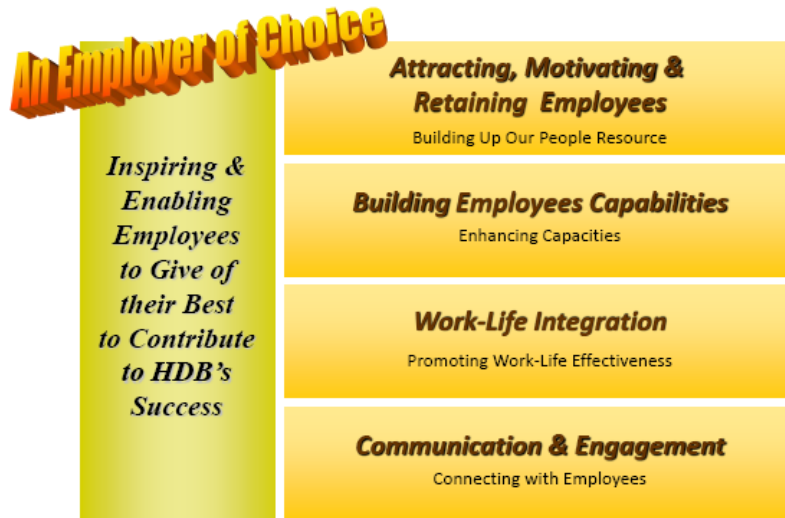 An Employer of Choice
Inspiring &
Enabling
Employees
to Give of
their Best
to Contribute
to HDB's
Success
Attracting, Motivating &
Retaining Employees
Building Up Our People Resource
Building Employees Capabilities
Enhancing Capacities
Work-Life Integration
Promoting Work-Life Effectiveness
Communication & Engagement
Connecting with Employees